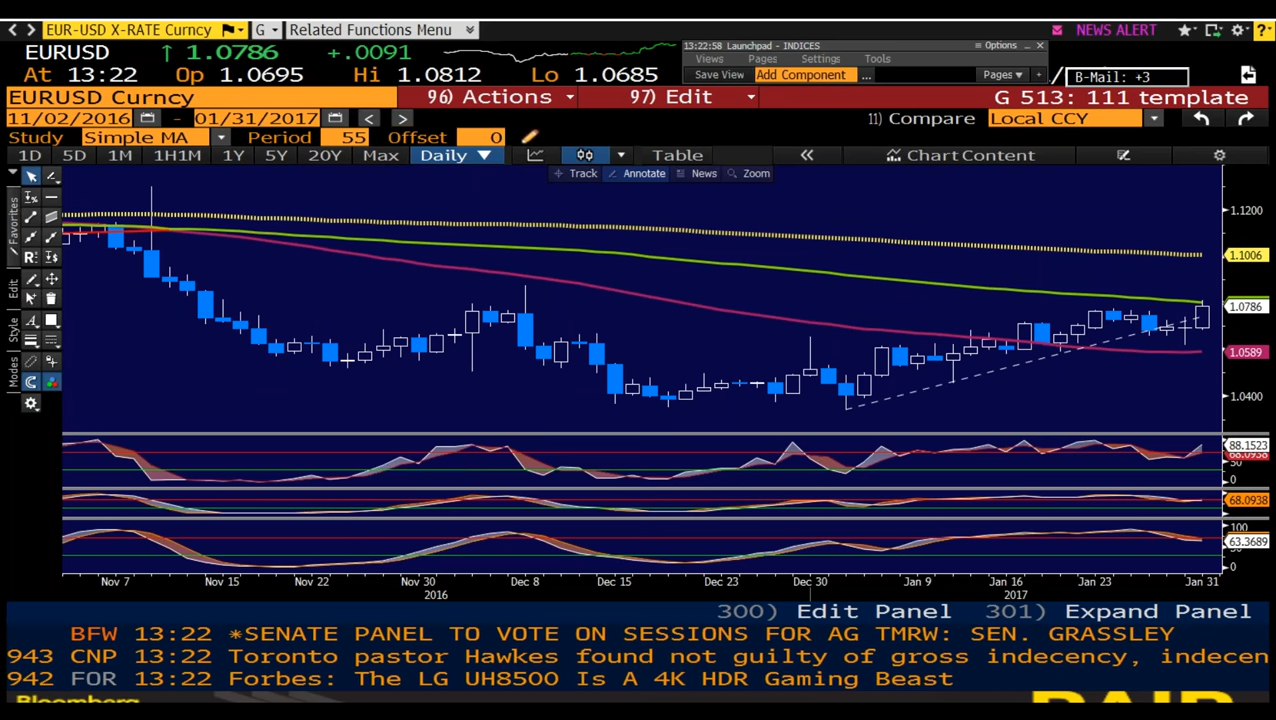 EUR-USD X-RATE Curncy G Related Functions Menu NEWS ALERT ?
EURUSD ↑ 1.0786 +.0091
13:22:58 Launchpad - INDICES Options
Views Pages Settings Tools
At 13:22 Op 1.0695 Hi 1.0812 Lo 1.0685
Save View Add Component ... Pages + B-Mail: +3
EURUSD Curncy 96) Actions 97) Edit G 513: 111 template
11/02/2016 - 01/31/2017 < > 11) Compare Local CCY
Study Simple MA Period 55 Offset 0
1D 5D 1M 1H1M 1Y 5Y 20Y Max Daily ▼ Table « Chart Content
Track Annotate News Zoom
Favorites
Edit
Style
Modes
1.1200
1.1006
1.0786
1.0589
1.0400
88.1523
50
0
68.0938
100
63.3689
0
Nov 7 Nov 15 Nov 22 Nov 30 Dec 8 Dec 15 Dec 23 Dec 30 Jan 9 Jan 16 Jan 23 Jan 31
2016 2017
300) Edit Panel 301) Expand Panel
BFW 13:22 *SENATE PANEL TO VOTE ON SESSIONS FOR AG TMRW: SEN. GRASSLEY
943 CNP 13:22 Toronto pastor Hawkes found not guilty of gross indecency, indecen
942 FOR 13:22 Forbes: The LG UH8500 Is A 4K HDR Gaming Beast
Bloomberg